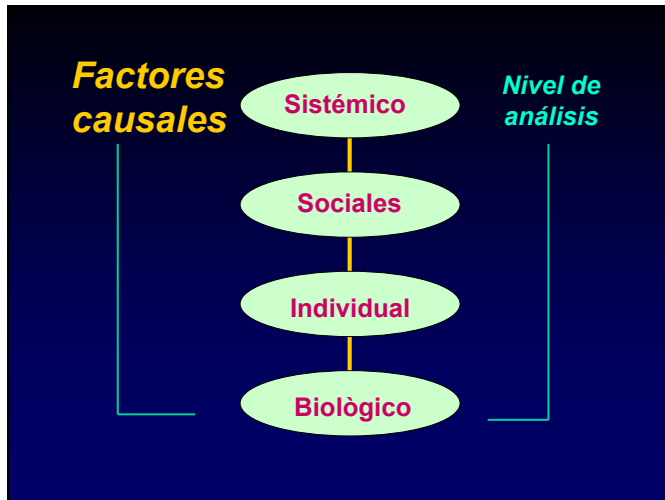 Factores
causales
Sistémico
Nivel de
análisis
Sociales
Individual
Biològico